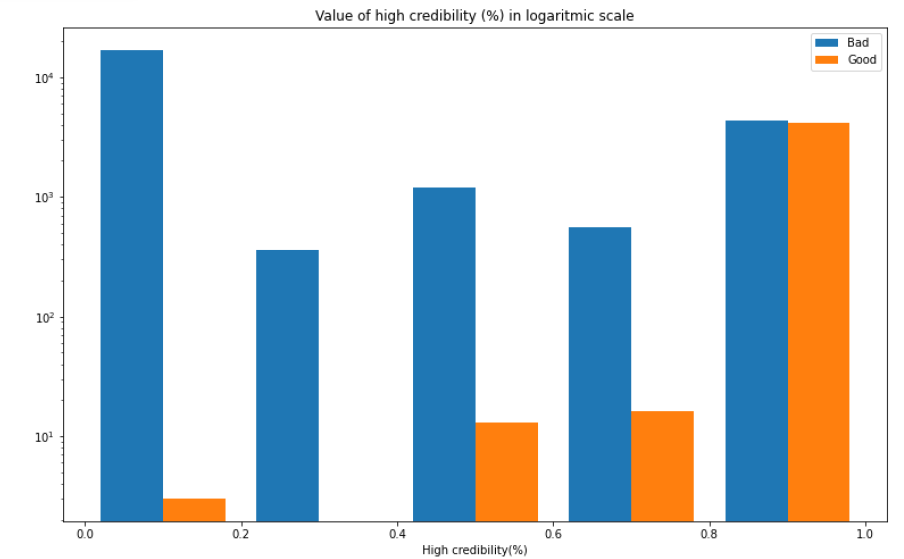 Value of high credibility (%) in logaritmic scale
Bad
Good
10⁴
10³
10²
10¹
0.0 0.2 0.4 0.6 0.8 1.0
High credibility(%)